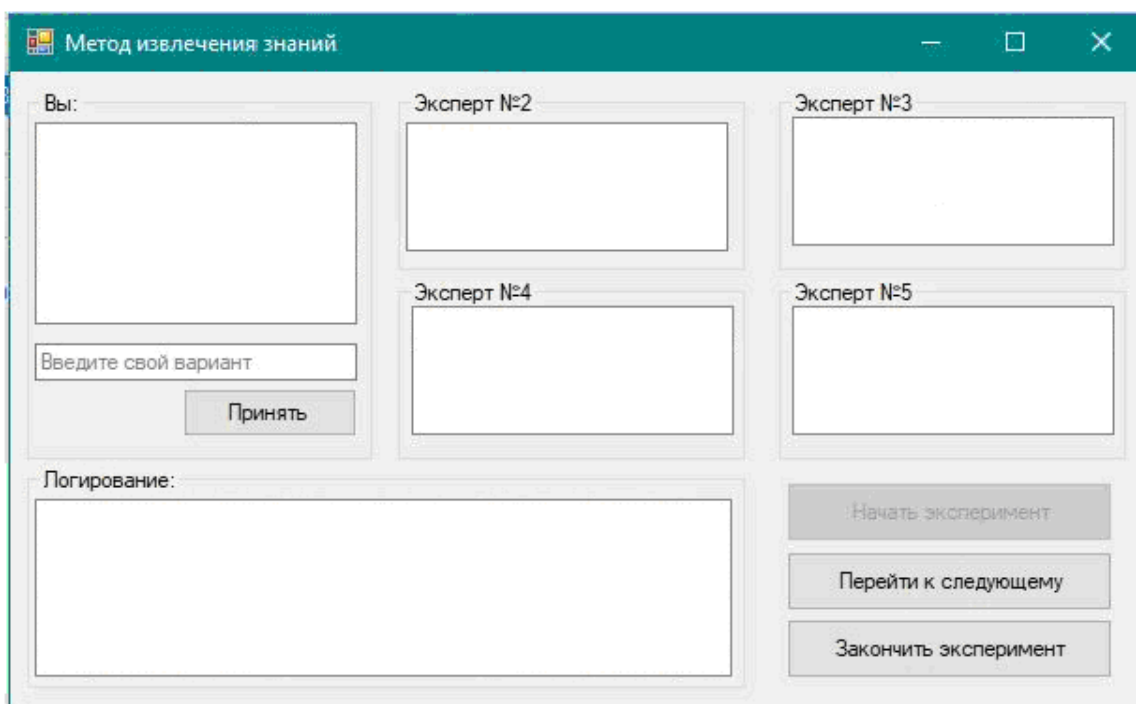 Метод извлечения знаний
Вы:
Эксперт №2
Эксперт №3
Эксперт №4
Эксперт №5
Введите свой вариант
Принять
Логирование:
Начать эксперимент
Перейти к следующему
Закончить эксперимент